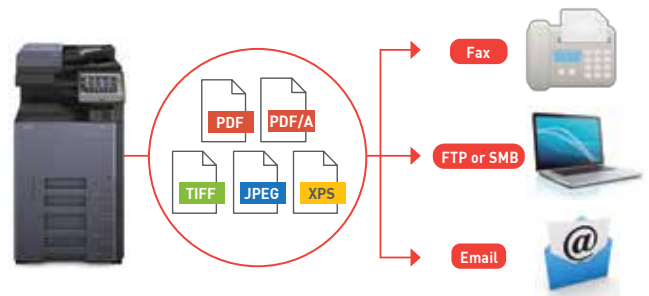 Fax
PDF
PDF/A
FTP or SMB
TIFF
JPEG
XPS
@
Email